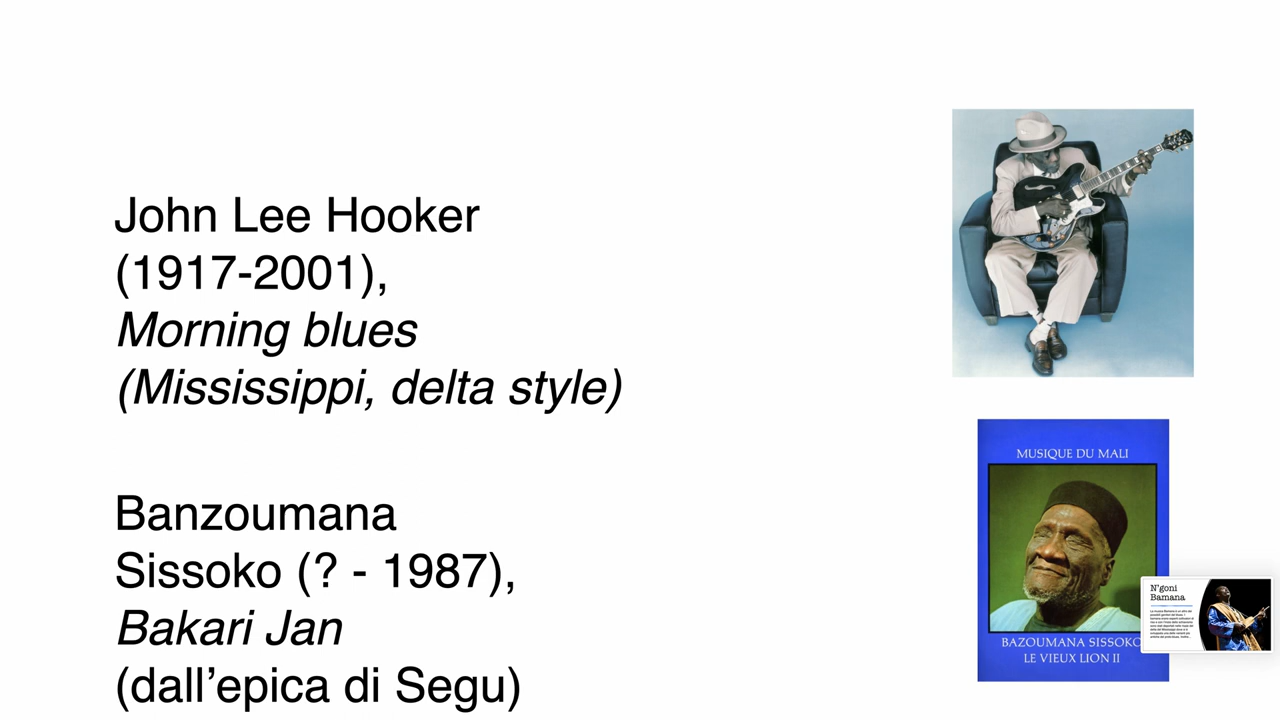 John Lee Hooker
(1917-2001),
Morning blues
(Mississippi, delta style)
Banzoumana
Sissoko (? - 1987),
Bakari Jan
(dall’epica di Segu)
MUSIQUE DU MALI
BAZOUMANA SISSOKO
LE VIEUX LION II
N'goni
Bamana